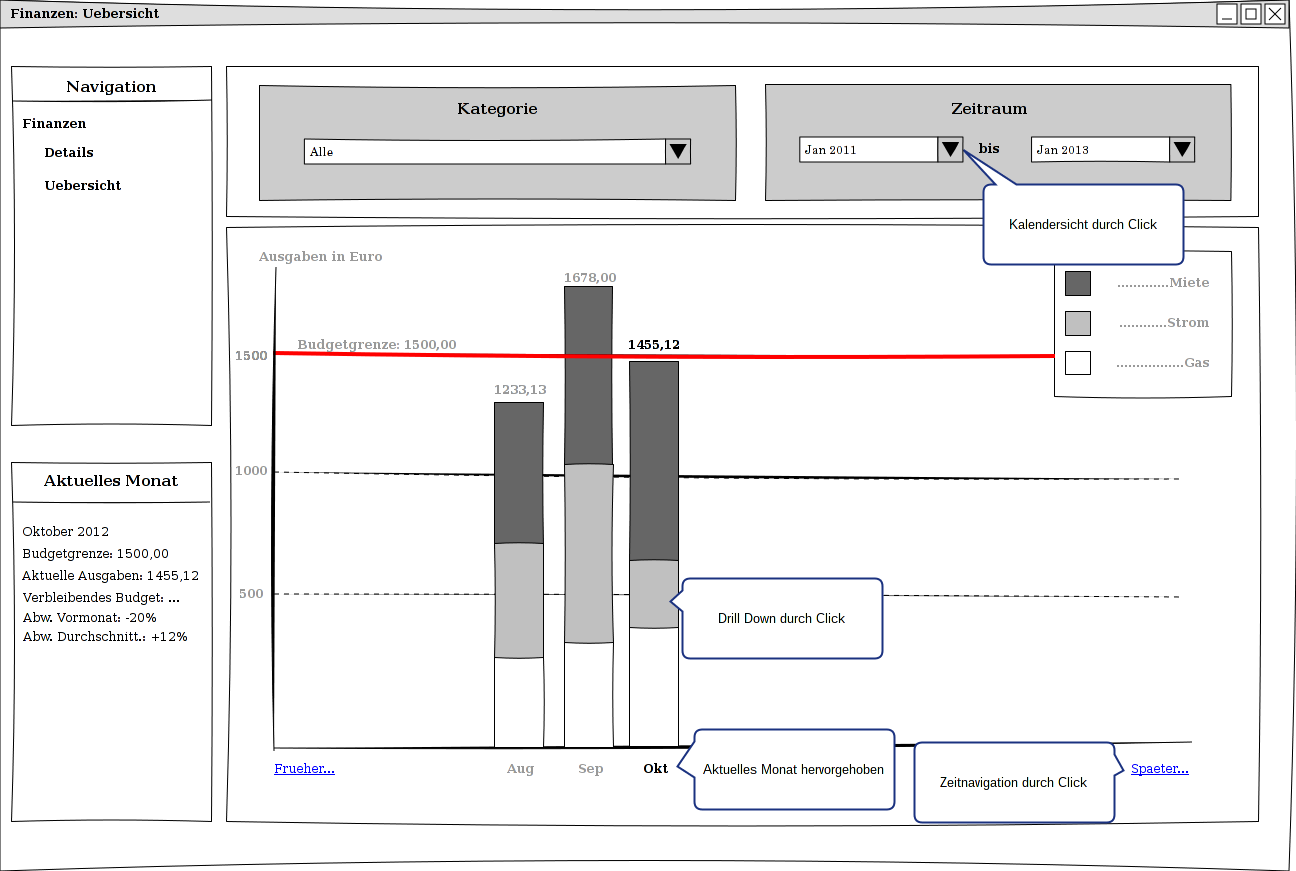 Finanzen: Uebersicht
Navigation
Finanzen
Details
Uebersicht
Kategorie
Alle
Zeitraum
Jan 2011
bis
Jan 2013
Kalendersicht durch Click
Aktuelles Monat
Oktober 2012
Budgetgrenze: 1500,00
Aktuelle Ausgaben: 1455,12
Verbleibendes Budget: ...
Abw. Vormonat: -20%
Abw. Durchschnitt.: +12%
Ausgaben in Euro
1678,00
.............Miete
............Strom
.................Gas
Budgetgrenze: 1500,00
1455,12
1500
1233,13
1000
500
Drill Down durch Click
Frueher...
Aug
Sep
Okt
Aktuelles Monat hervorgehoben
Zeitnavigation durch Click
Spaeter...